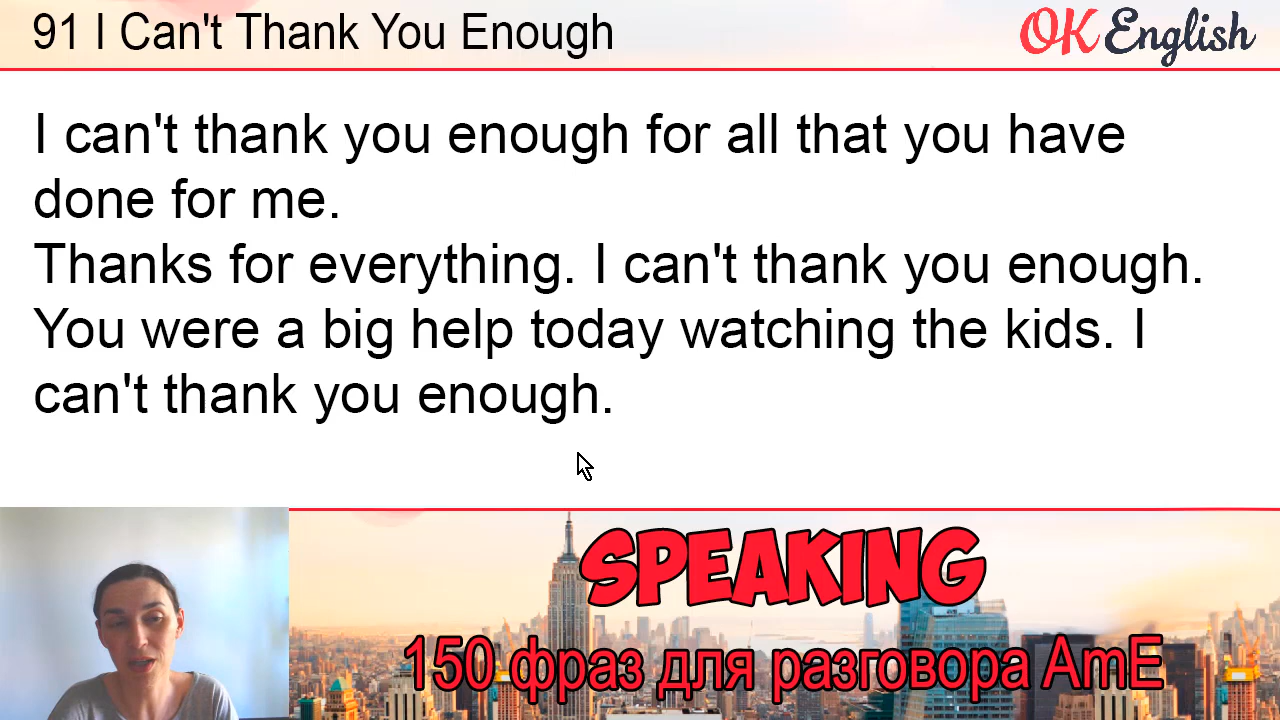 91 I Can't Thank You Enough
OK English
I can't thank you enough for all that you have
done for me.
Thanks for everything. I can't thank you enough.
You were a big help today watching the kids. I
can't thank you enough.
SPEAKING
150 фраз для разговора AmE